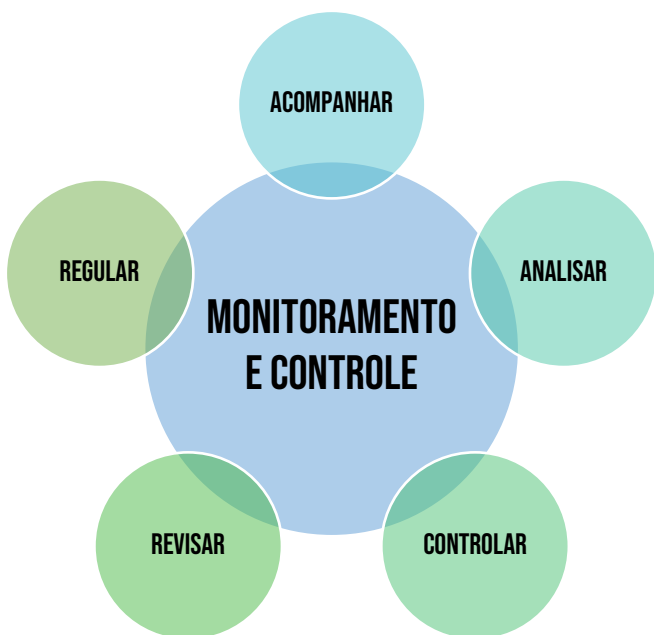 ACOMPANHAR
REGULAR
ANALISAR
MONITORAMENTO
E CONTROLE
REVISAR
CONTROLAR